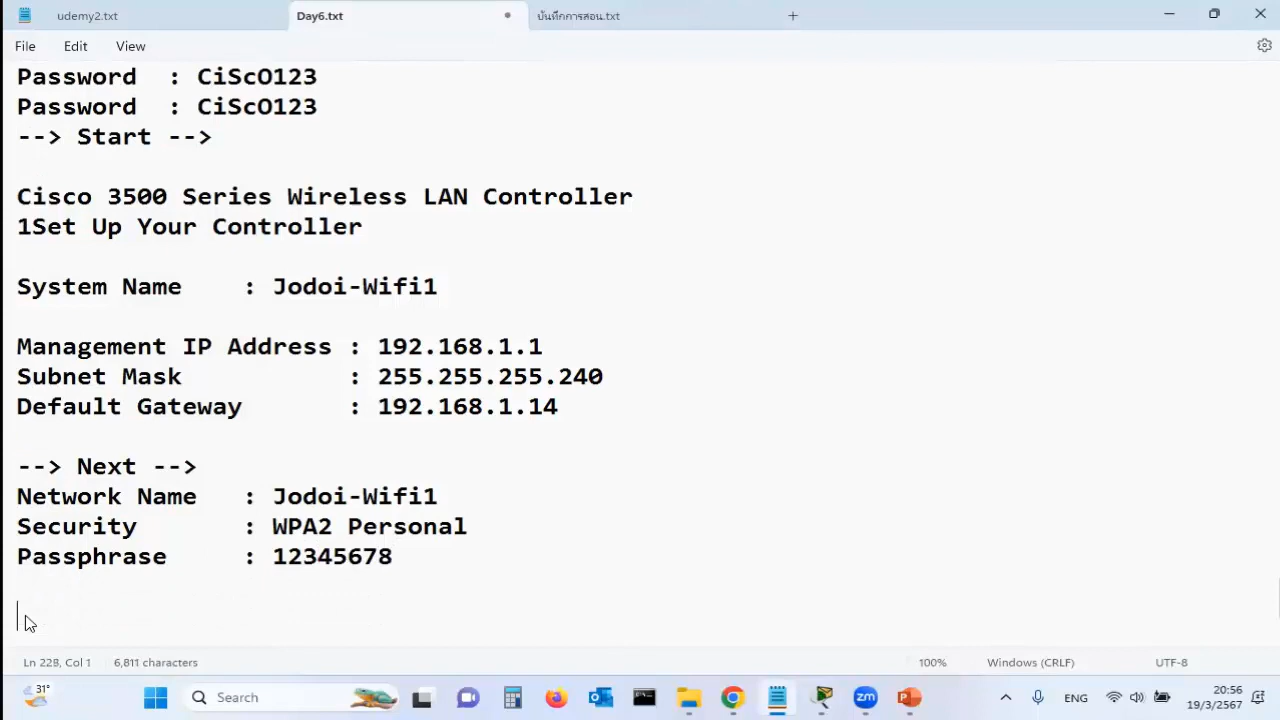 udemy2.txt
Day6.txt
บันทึกการสอน.txt
File Edit View
Password : CiScO123
Password : CiScO123
--> Start -->
Cisco 3500 Series Wireless LAN Controller
1Set Up Your Controller
System Name : Jodoi-Wifi1
Management IP Address : 192.168.1.1
Subnet Mask : 255.255.255.240
Default Gateway : 192.168.1.14
--> Next -->
Network Name : Jodoi-Wifi1
Security : WPA2 Personal
Passphrase : 12345678
Ln 228, Col 1 6,811 characters 100% Windows (CRLF) UTF-8
31°
Search
zm
ENG
20:56
19/3/2567